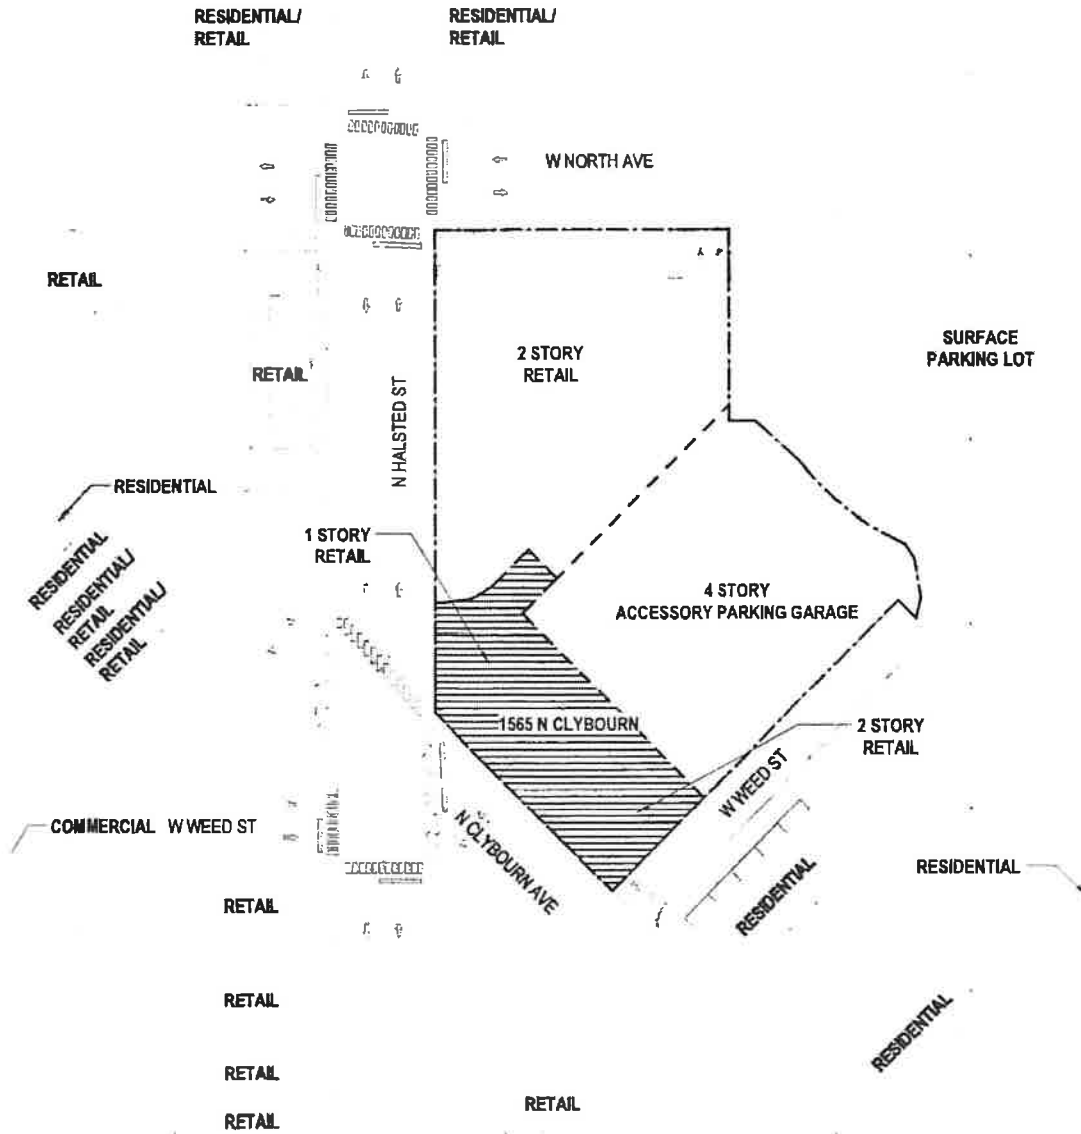 RESIDENTIAL/
RETAIL
RESIDENTIAL/
RETAIL
W NORTH AVE
RETAIL
2 STORY
RETAIL
SURFACE
PARKING LOT
RETAIL
N HALSTED ST
RESIDENTIAL
1 STORY
RETAIL
RESIDENTIAL
RESIDENTIAL/
RETAIL
RESIDENTIAL/
RETAIL
4 STORY
ACCESSORY PARKING GARAGE
1565 N CLYBOURN
2 STORY
RETAIL
W WEED ST
COMMERCIAL
W WEED ST
N CLYBOURN AVE
RESIDENTIAL
RESIDENTIAL
RETAIL
RETAIL
RESIDENTIAL
RETAIL
RETAIL
RETAIL